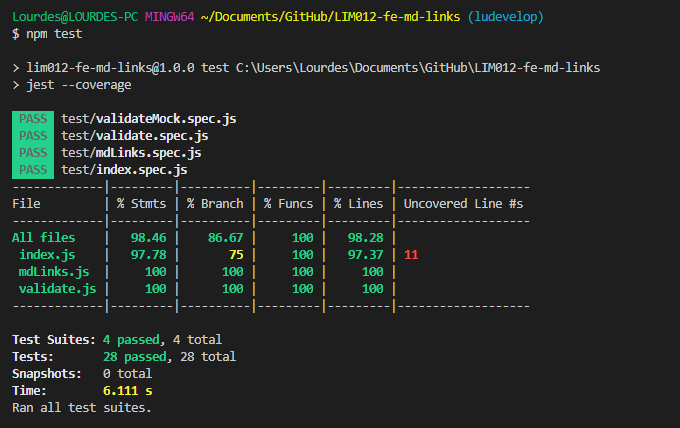 Lourdes@LOURDES-PC MINGW64 ~/Documents/GitHub/LIM012-fe-md-links (ludevelop)
$ npm test
> lim012-fe-md-links@1.0.0 test C:\Users\Lourdes\Documents\GitHub\LIM012-fe-md-links
> jest --coverage
PASS test/validateMock.spec.js
PASS test/validate.spec.js
PASS test/mdLinks.spec.js
PASS test/index.spec.js
-------------|---------|----------|---------|---------|-------------------
File         | % Stmts | % Branch | % Funcs | % Lines | Uncovered Line #s
-------------|---------|----------|---------|---------|-------------------
All files    |   98.46 |    86.67 |     100 |   98.28 |
 index.js    |   97.78 |       75 |     100 |   97.37 | 11
 mdLinks.js  |     100 |      100 |     100 |     100 |
 validate.js |     100 |      100 |     100 |     100 |
-------------|---------|----------|---------|---------|-------------------
Test Suites: 4 passed, 4 total
Tests:       28 passed, 28 total
Snapshots:   0 total
Time:        6.111 s
Ran all test suites.